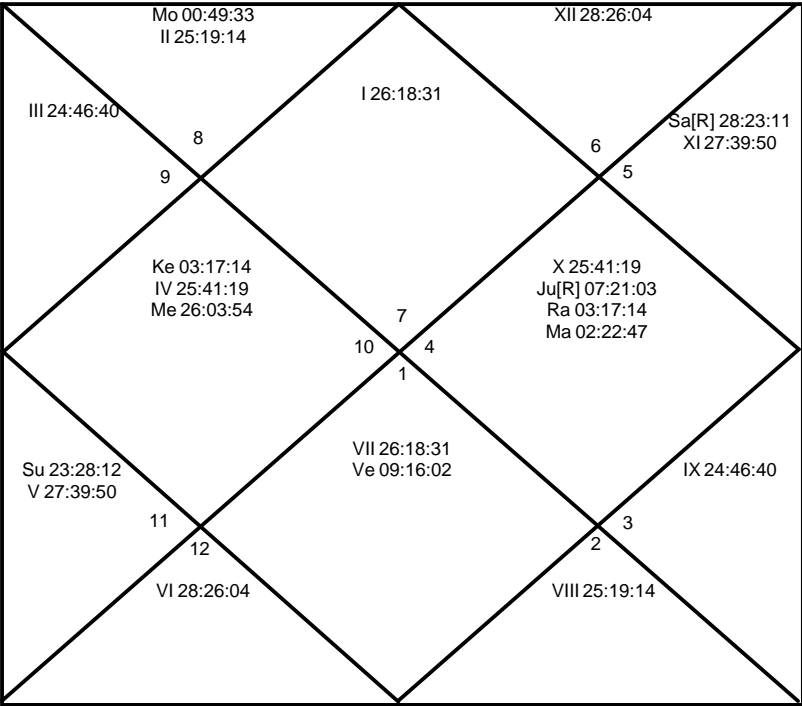 Mo 00:49:33
II 25:19:14
XII 28:26:04
I 26:18:31
III 24:46:40
Sa[R] 28:23:11
XI 27:39:50
8
6
9
5
Ke 03:17:14
IV 25:41:19
Me 26:03:54
X 25:41:19
Ju[R] 07:21:03
Ra 03:17:14
Ma 02:22:47
7
10
4
1
VII 26:18:31
Ve 09:16:02
Su 23:28:12
V 27:39:50
IX 24:46:40
11
3
12
2
VI 28:26:04
VIII 25:19:14